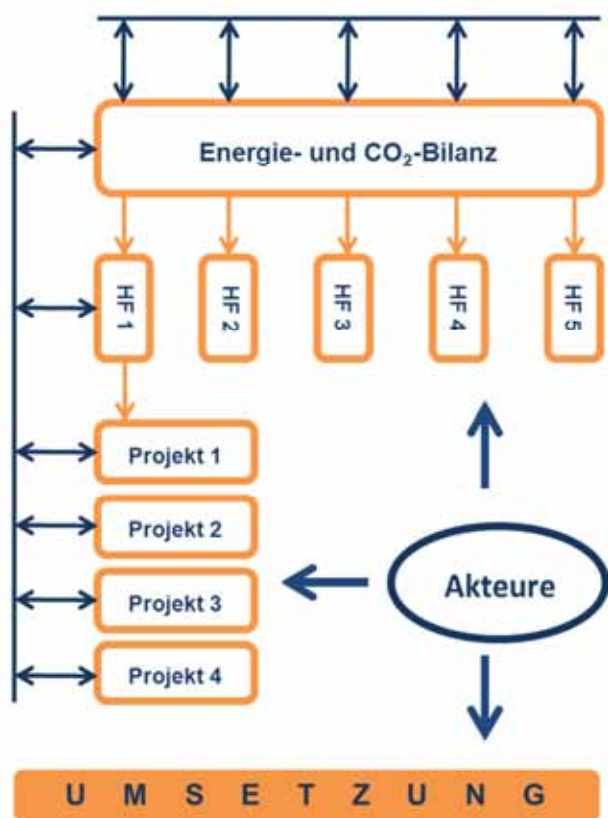 Energie- und CO₂-Bilanz
HF 1
HF 2
HF 3
HF 4
HF 5
Projekt 1
Projekt 2
Projekt 3
Projekt 4
Akteure
U M S E T Z U N G